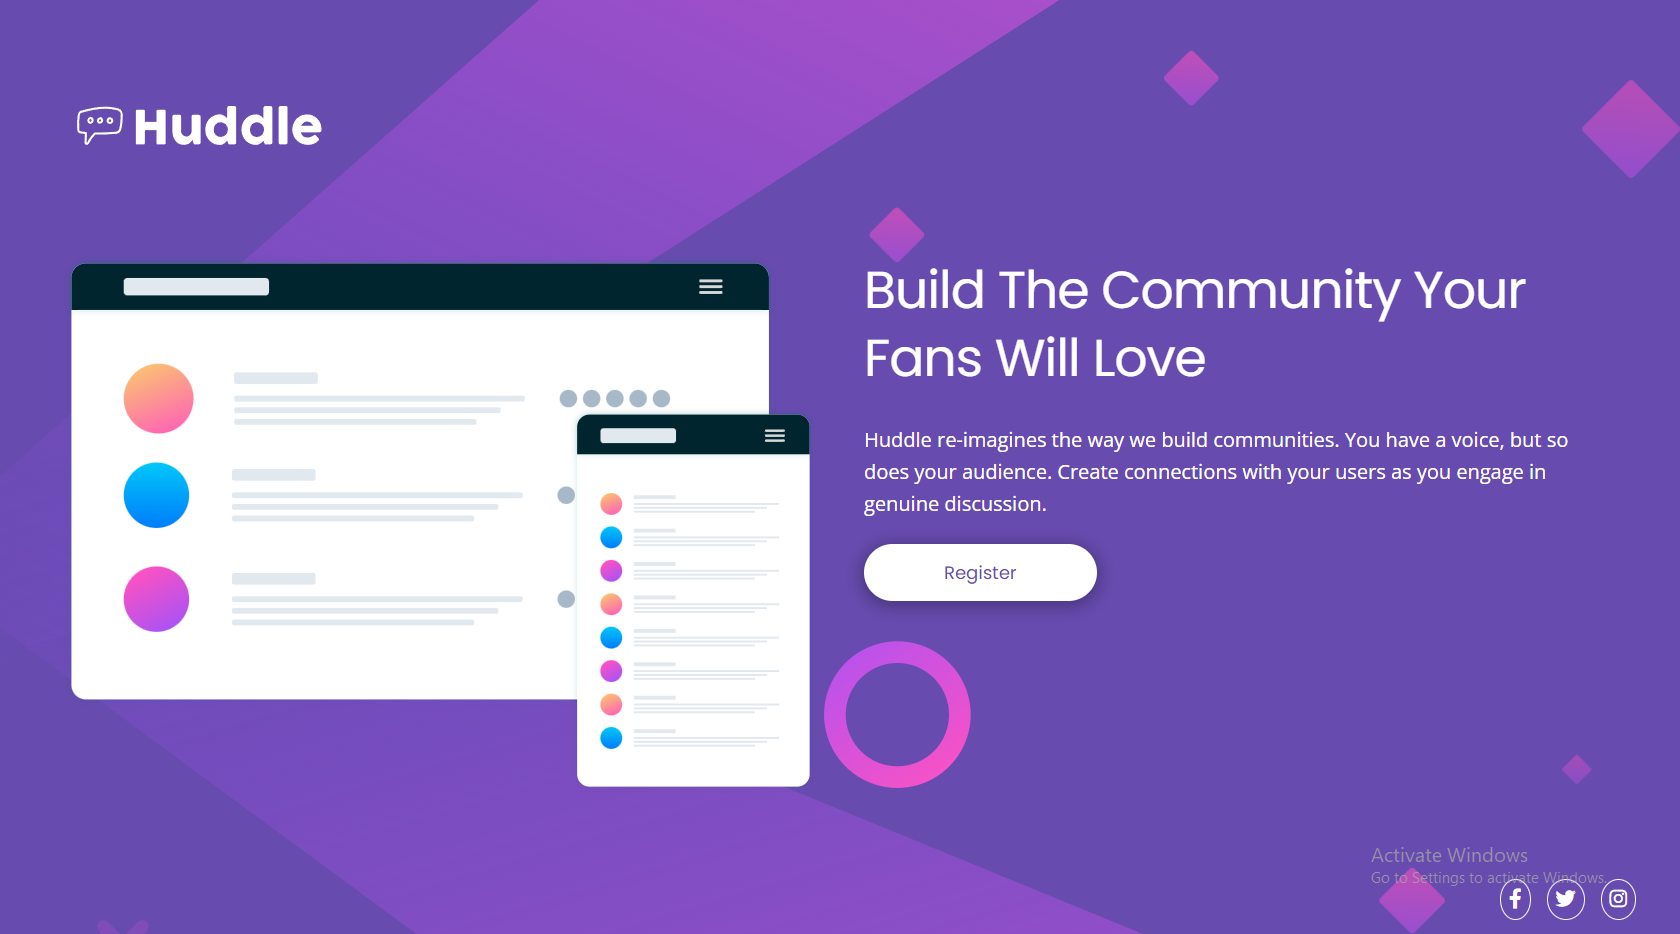 Huddle
Build The Community Your
Fans Will Love
Huddle re-imagines the way we build communities. You have a voice, but so
does your audience. Create connections with your users as you engage in
genuine discussion.
Register
Activate Windows
Go to Settings to activate Windows.